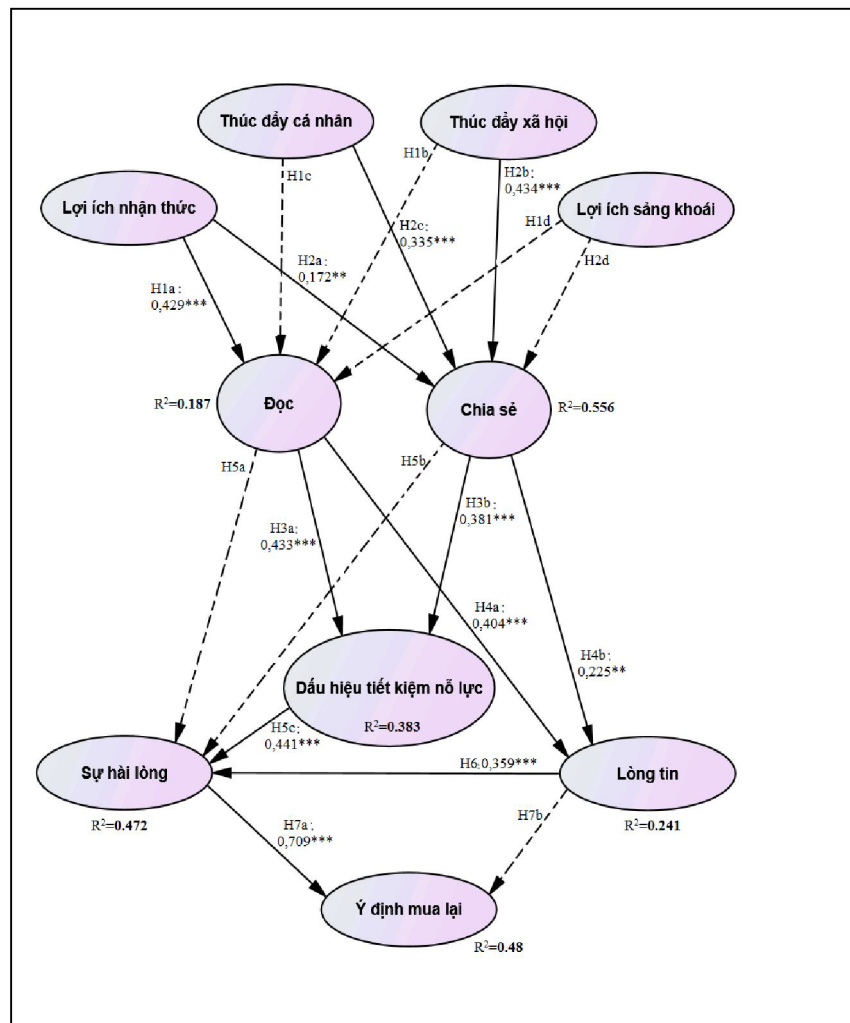 Thúc đẩy cá nhân
Thúc đẩy xã hội
Lợi ích nhận thức
Lợi ích sảng khoái
H1c
H1b
H2b:
0,434***
H2c:
0,335***
H1d
H2d
H2a:
0,172**
H1a:
0,429***
R²=0.187
Đọc
Chia sẻ
R²=0.556
H5a
H5b
H3a:
0,433***
H3b:
0,381***
H4a:
0,404***
H4b:
0,225**
Dấu hiệu tiết kiệm nỗ lực
R²=0.383
H5c:
0,441***
H6:0,359***
Sự hài lòng
Lòng tin
R²=0.472
R²=0.241
H7a:
0,709***
H7b
Ý định mua lại
R²=0.48